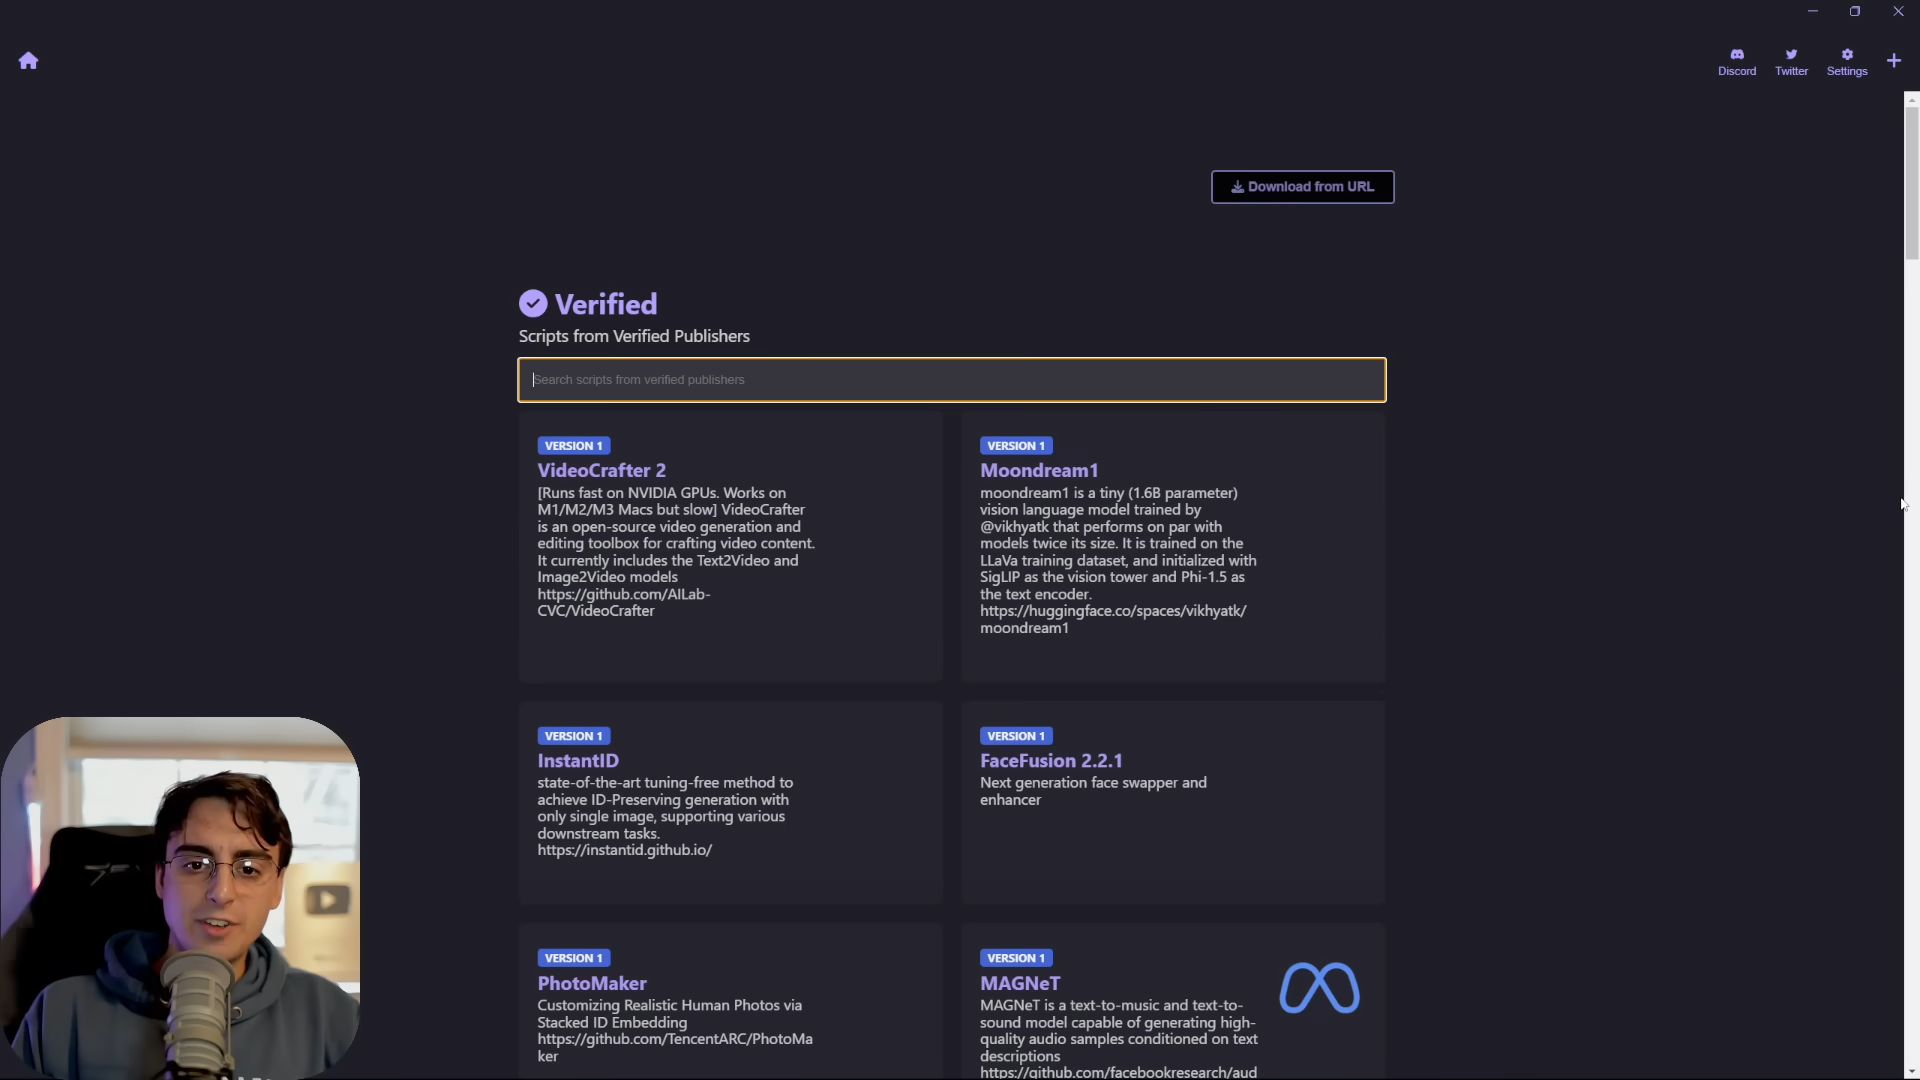 Discord
Twitter
Settings
Download from URL
Verified
Scripts from Verified Publishers
Search scripts from verified publishers
VERSION 1
VideoCrafter 2
[Runs fast on NVIDIA GPUs. Works on
M1/M2/M3 Macs but slow] VideoCrafter
is an open-source video generation and
editing toolbox for crafting video content.
It currently includes the Text2Video and
Image2Video models
https://github.com/AILab-
CVC/VideoCrafter
VERSION 1
Moondream1
moondream1 is a tiny (1.6B parameter)
vision language model trained by
@vikhyatk that performs on par with
models twice its size. It is trained on the
LLaVa training dataset, and initialized with
SigLIP as the vision tower and Phi-1.5 as
the text encoder.
https://huggingface.co/spaces/vikhyatk/
moondream1
VERSION 1
InstantID
state-of-the-art tuning-free method to
achieve ID-Preserving generation with
only single image, supporting various
downstream tasks.
https://instantid.github.io/
VERSION 1
FaceFusion 2.2.1
Next generation face swapper and
enhancer
VERSION 1
PhotoMaker
Customizing Realistic Human Photos via
Stacked ID Embedding
https://github.com/TencentARC/PhotoMa
ker
VERSION 1
MAGNeT
MAGNeT is a text-to-music and text-to-
sound model capable of generating high-
quality audio samples conditioned on text
descriptions
https://github.com/facebookresearch/aud